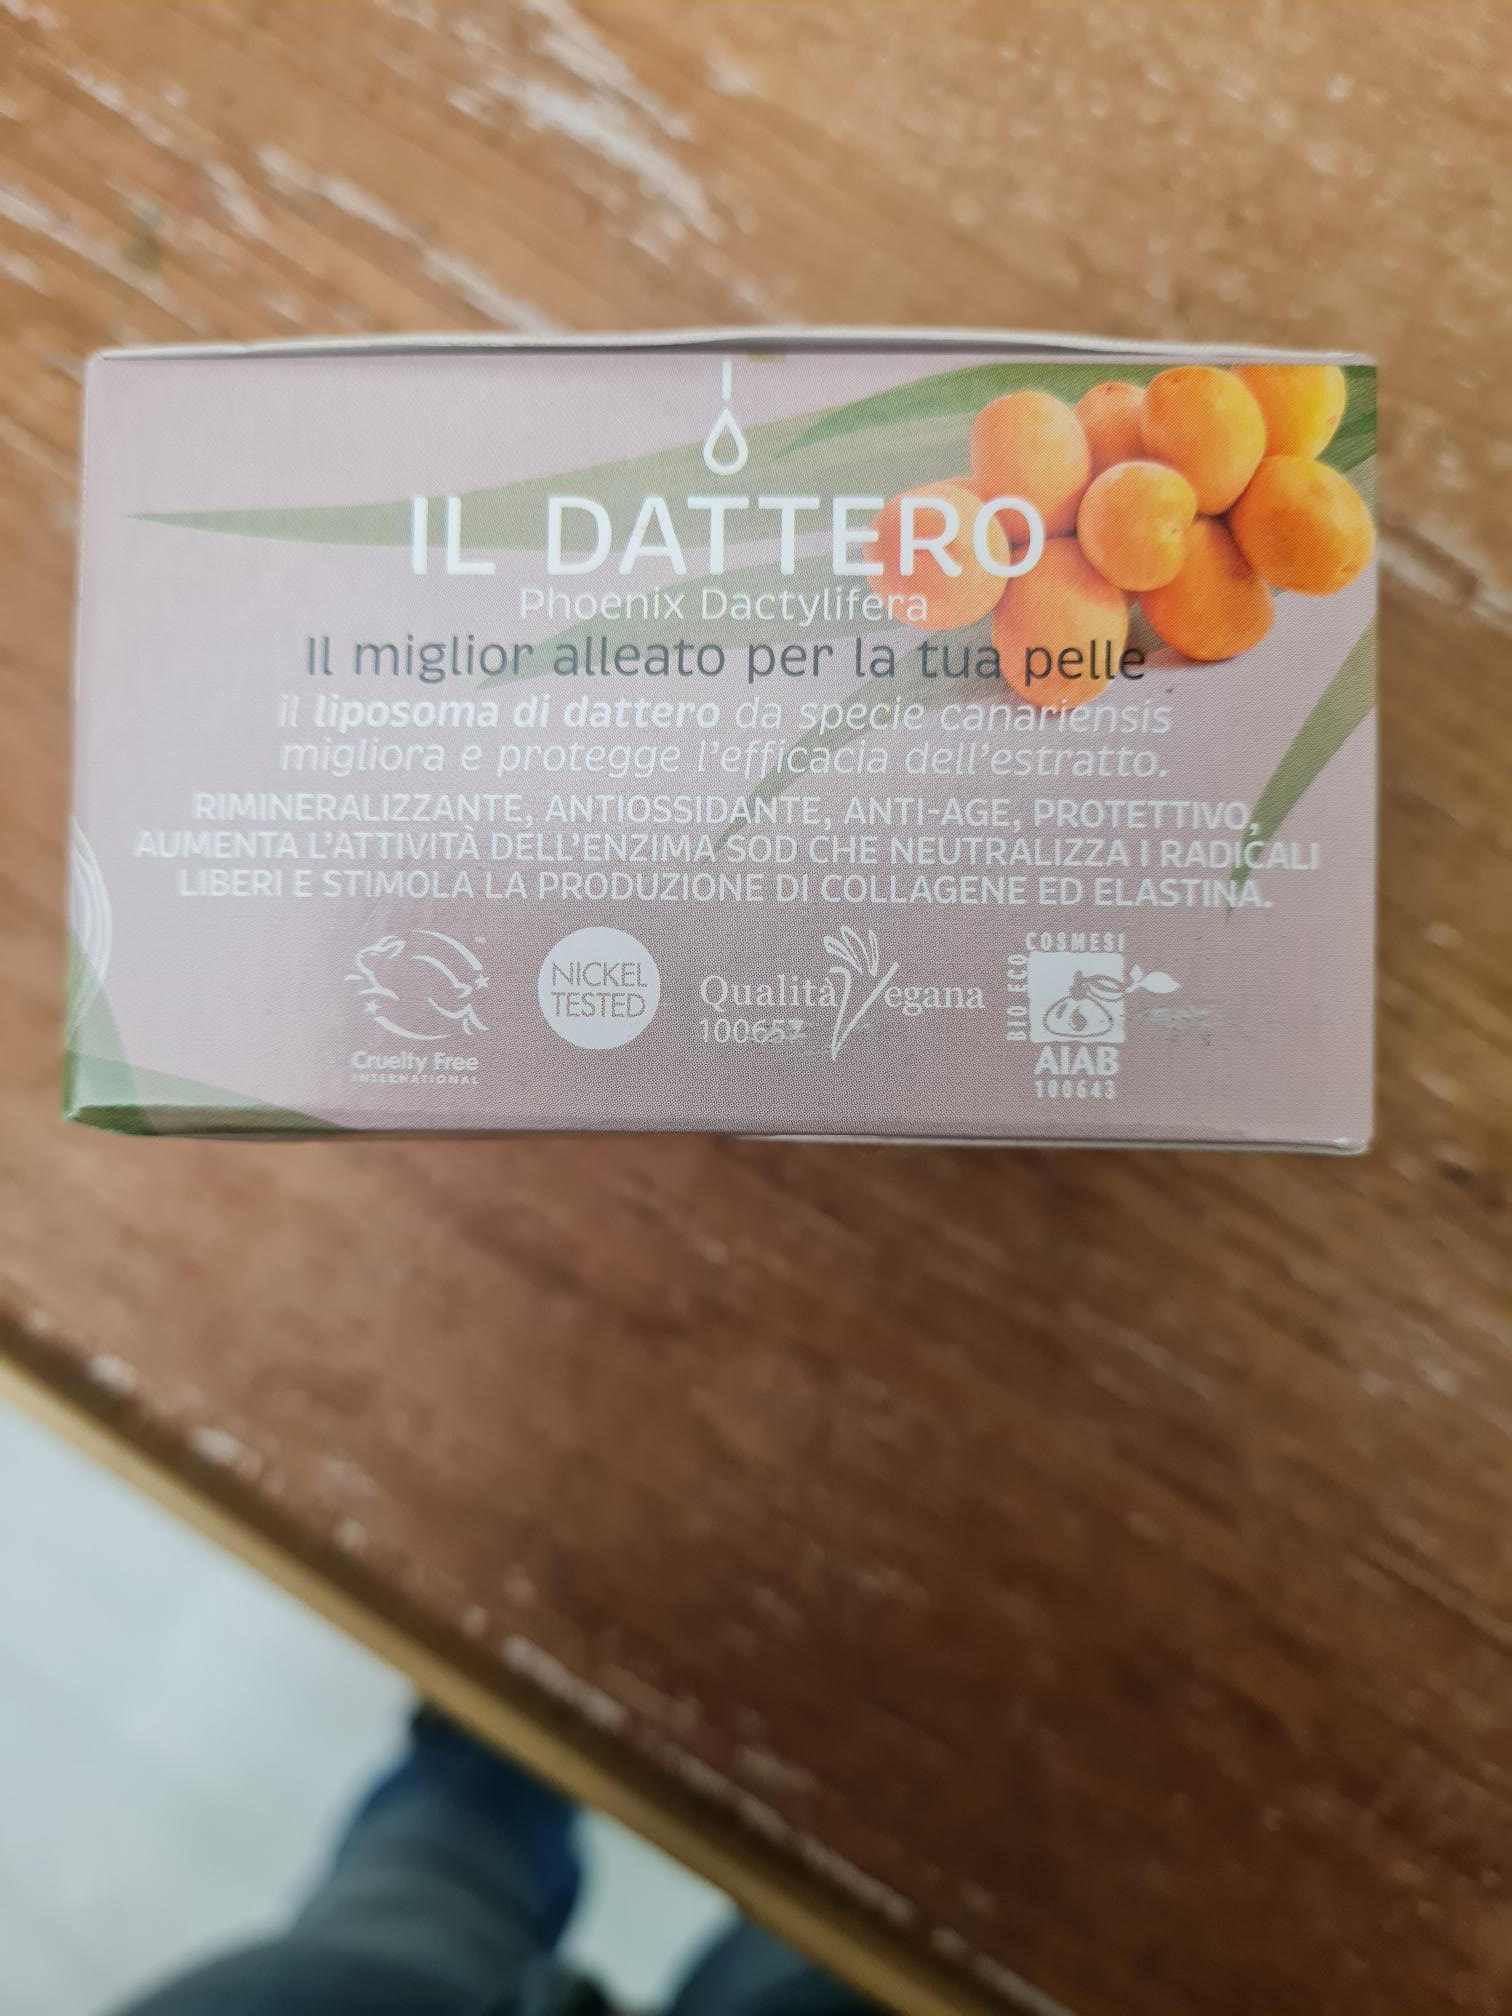 IL DATTERO
Phoenix Dactylifera
Il miglior alleato per la tua pelle
il liposoma di dattero da specie canariensis
migliora e protegge l'efficacia dell'estratto.
RIMINERALIZZANTE, ANTIOSSIDANTE, ANTI-AGE, PROTETTIVO,
AUMENTA L'ATTIVITÀ DELL'ENZIMA SOD CHE NEUTRALIZZA I RADICALI
LIBERI E STIMOLA LA PRODUZIONE DI COLLAGENE ED ELASTINA.
Cruelty Free
INTERNATIONAL
NICKEL
TESTED
Qualità Vegana
COSMESI
BIO ECO
AIAB
100643